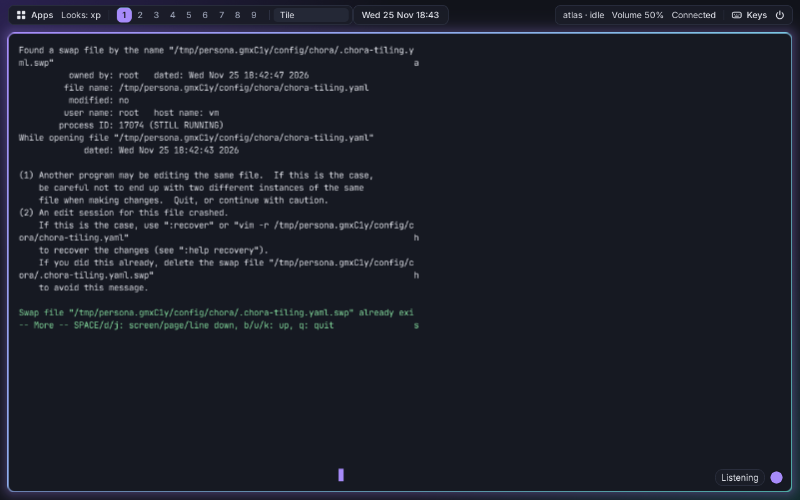 Apps Looks: xp 1 2 3 4 5 6 7 8 9 Tile Wed 25 Nov 18:43 atlas - idle Volume 50% Connected Keys
Found a swap file by the name "/tmp/persona.gmxC1y/config/chora/.chora-tiling.y
ml.swp" a
owned by: root dated: Wed Nov 25 18:42:47 2026
file name: /tmp/persona.gmxC1y/config/chora/chora-tiling.yaml
modified: no
user name: root host name: vm
process ID: 17074 (STILL RUNNING)
While opening file "/tmp/persona.gmxC1y/config/chora/chora-tiling.yaml"
dated: Wed Nov 25 18:42:43 2026
(1) Another program may be editing the same file. If this is the case,
be careful not to end up with two different instances of the same
file when making changes. Quit, or continue with caution.
(2) An edit session for this file crashed.
If this is the case, use ":recover" or "vim -r /tmp/persona.gmxC1y/config/c
ora/chora-tiling.yaml" h
to recover the changes (see ":help recovery").
If you did this already, delete the swap file "/tmp/persona.gmxC1y/config/c
ora/.chora-tiling.yaml.swp" h
to avoid this message.
Swap file "/tmp/persona.gmxC1y/config/chora/.chora-tiling.yaml.swp" already exi
-- More -- SPACE/d/j: screen/page/line down, b/u/k: up, q: quit s
Listening